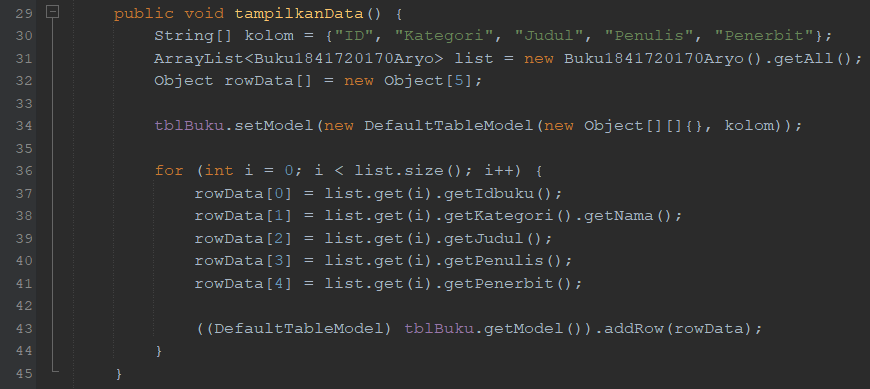 29 public void tampilkanData() {
30 String[] kolom = {"ID", "Kategori", "Judul", "Penulis", "Penerbit"};
31 ArrayList<Buku1841720170Aryo> list = new Buku1841720170Aryo().getAll();
32 Object rowData[] = new Object[5];
33
34 tblBuku.setModel(new DefaultTableModel(new Object[][]{}, kolom));
35
36 for (int i = 0; i < list.size(); i++) {
37 rowData[0] = list.get(i).getIdbuku();
38 rowData[1] = list.get(i).getKategori().getNama();
39 rowData[2] = list.get(i).getJudul();
40 rowData[3] = list.get(i).getPenulis();
41 rowData[4] = list.get(i).getPenerbit();
42
43 ((DefaultTableModel) tblBuku.getModel()).addRow(rowData);
44 }
45 }